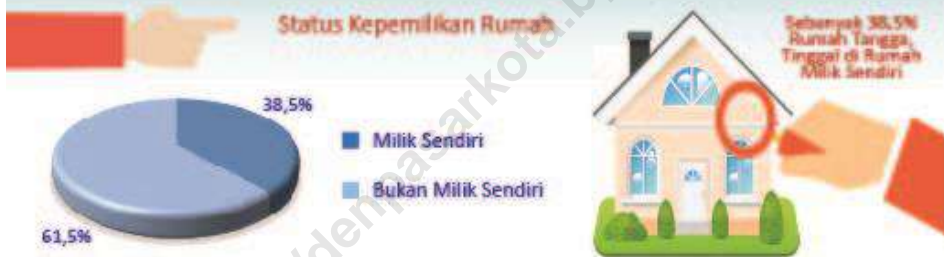 Status Kepemilikan Rumah
Sebanyak 38,5%
Rumah Tangga,
Tinggal di Rumah
Milik Sendiri
38,5%
Milik Sendiri
Bukan Milik Sendiri
61,5%
/denpasarkota.b